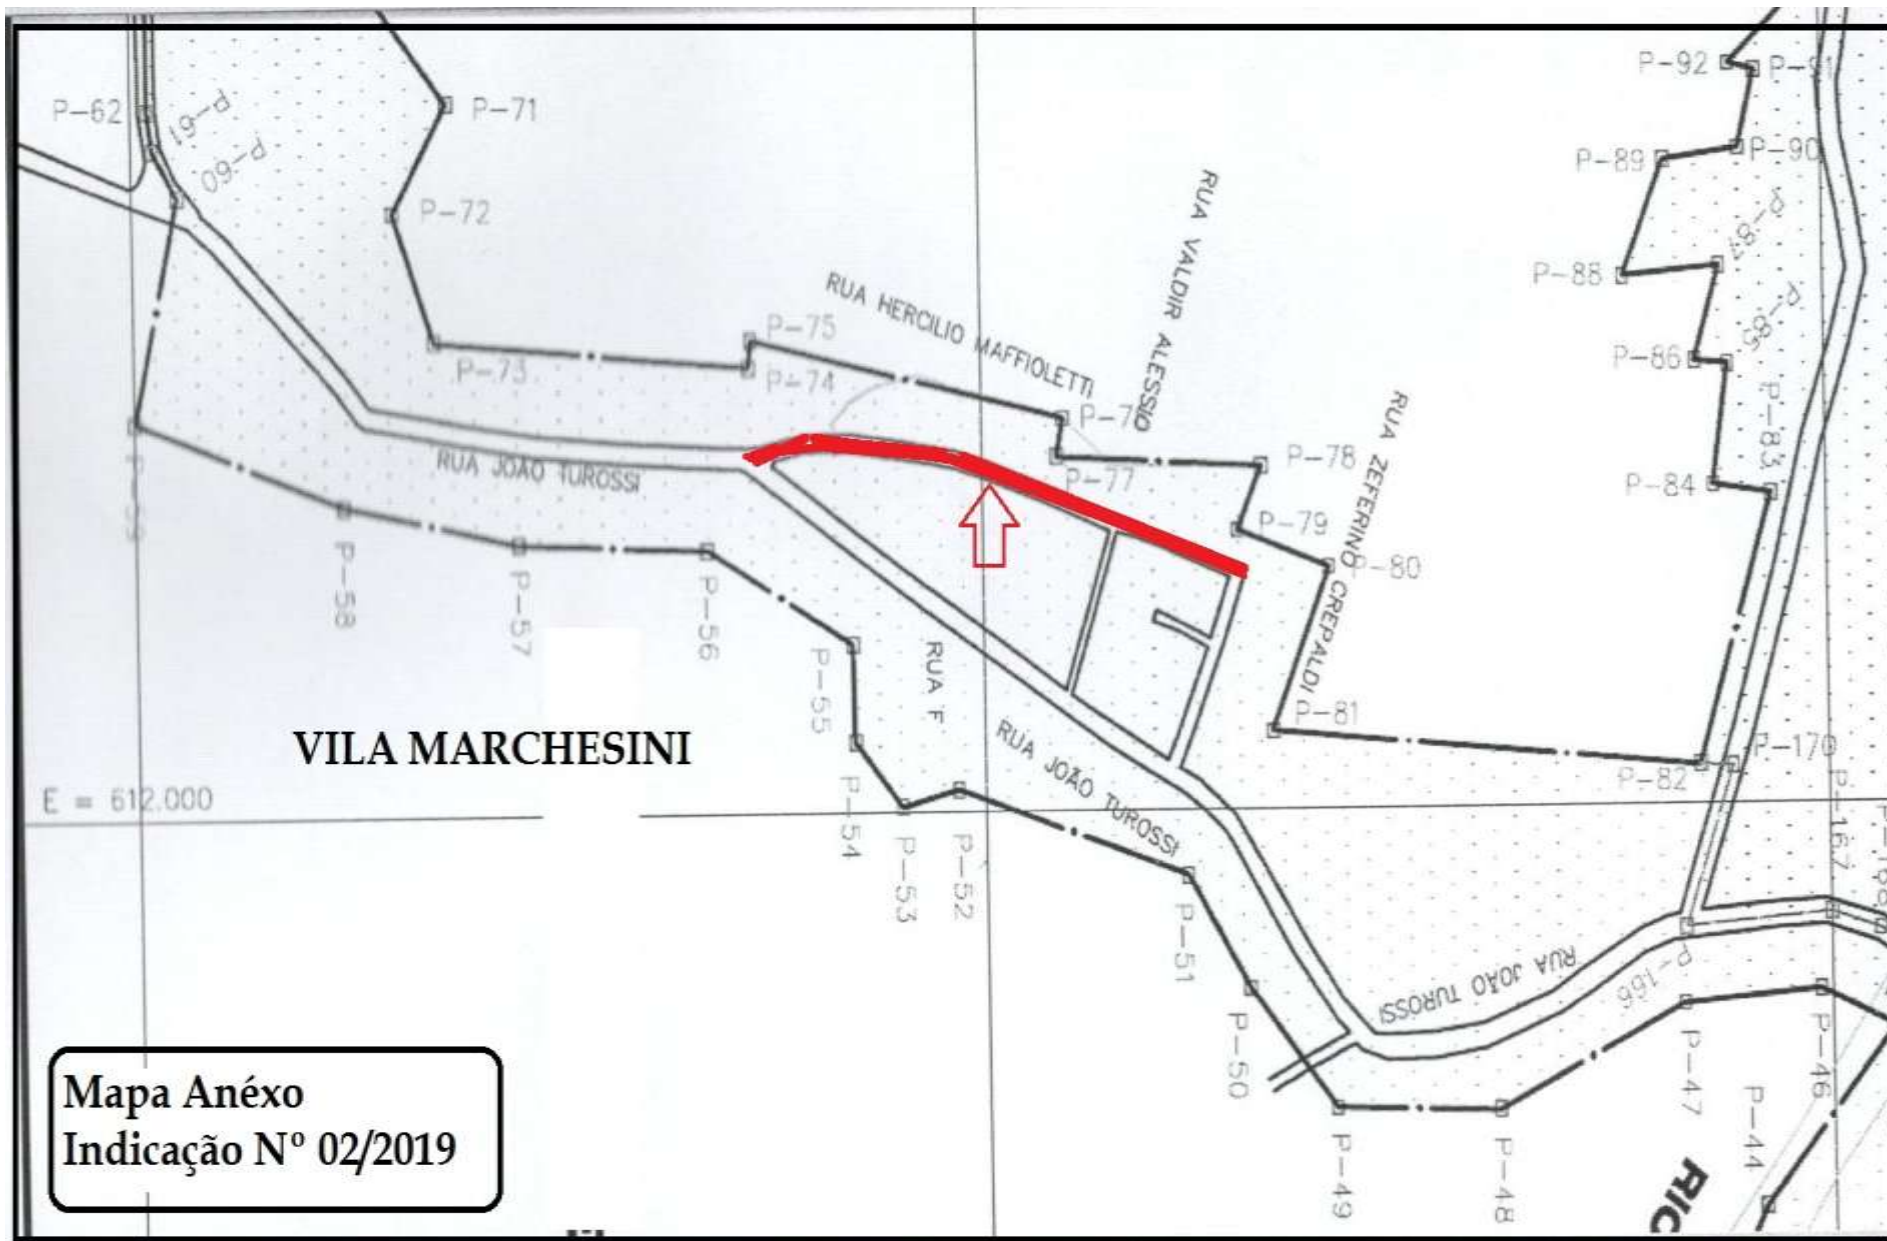 P-92
P-91
P-62
P-61
P-60
P-71
P-72
P-89
P-90
P-87
P-88
P-85
P-86
P-83
P-84
RUA VALDIR ALESSIO
RUA HERCILIO MAFFIOLETTI
P-75
P-74
P-73
P-77
P-78
P-79
P-80
RUA ZEFERINO CREPALDI
RUA JOÃO TUROSSI
P-59
P-58
P-57
P-56
P-55
P-54
P-53
P-52
RUA 'F'
RUA JOÃO TUROSSI
P-81
P-82
P-170
P-167
VILA MARCHESINI
E = 612.000
P-51
P-50
RUA JOÃO TUROSSI
P-166
P-49
P-48
P-47
P-46
P-44
RIO
Mapa Anéxo
Indicação Nº 02/2019